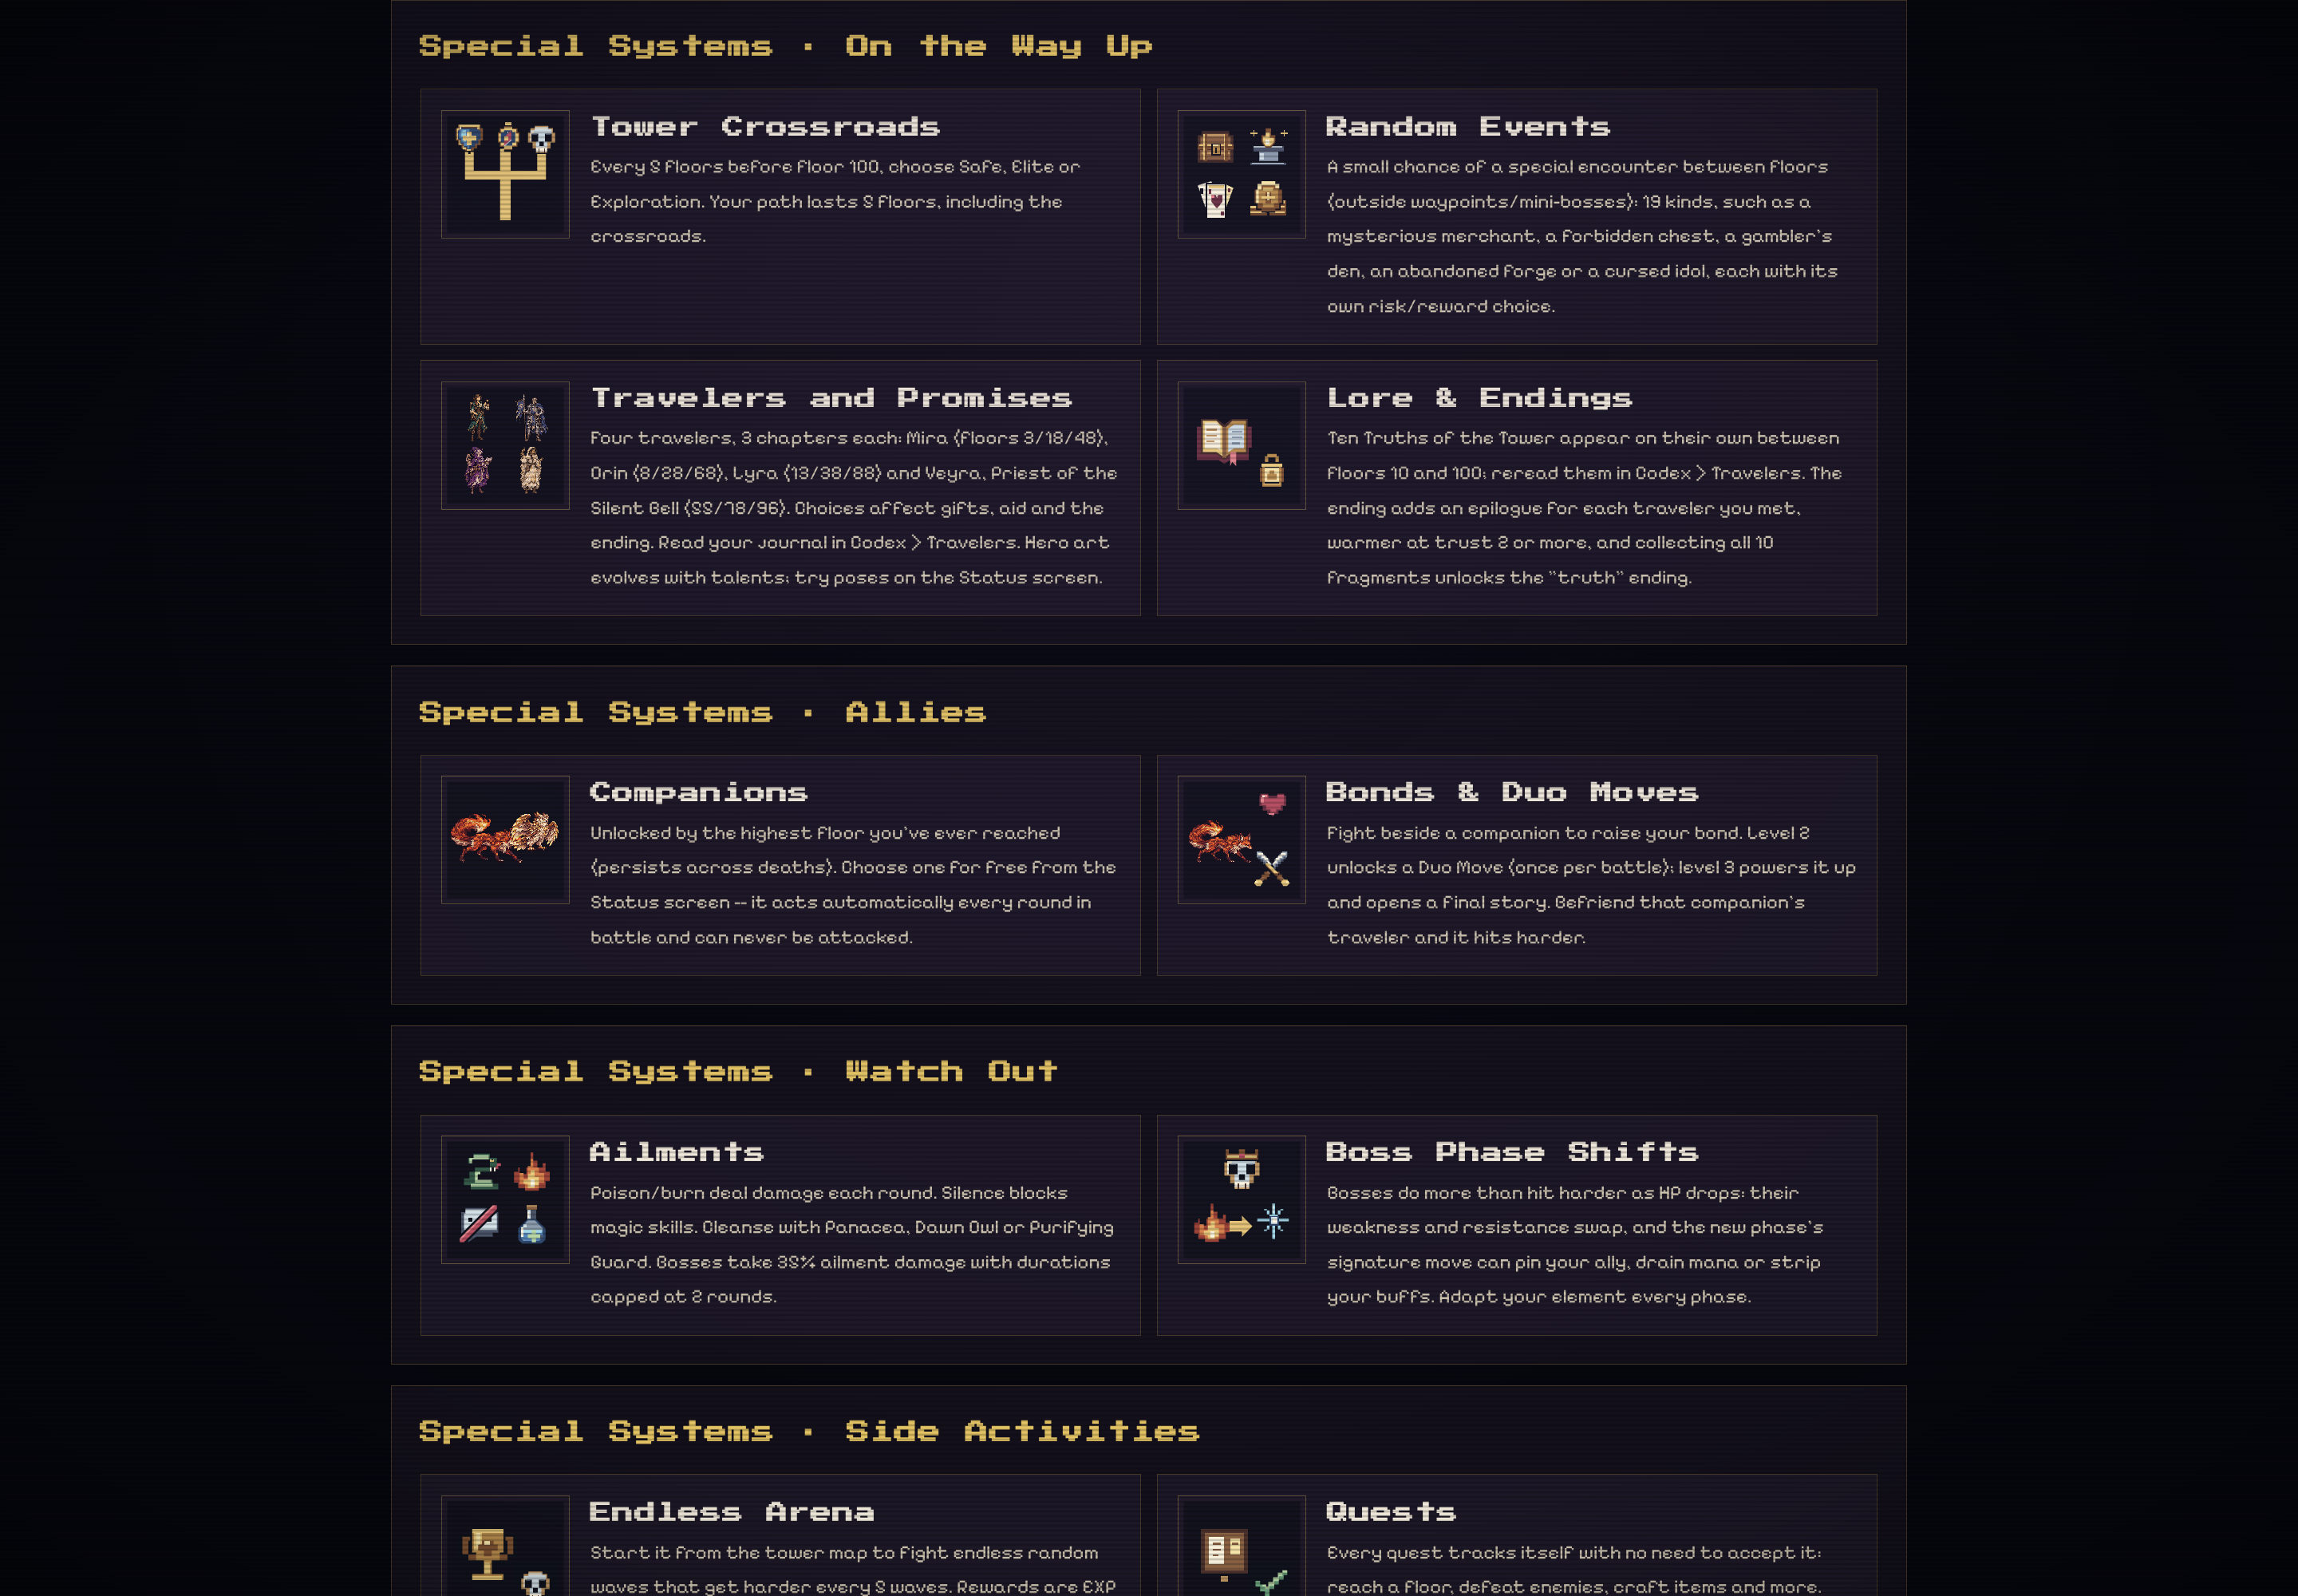 Special Systems · On the Way Up
Tower Crossroads
Every 5 floors before floor 100, choose Safe, Elite or
Exploration. Your path lasts 5 floors, including the
crossroads.
Random Events
A small chance of a special encounter between floors
(outside waypoints/mini-bosses): 19 kinds, such as a
mysterious merchant, a forbidden chest, a gambler's
den, an abandoned forge or a cursed idol, each with its
own risk/reward choice.
Travelers and Promises
Four travelers, 3 chapters each: Mira (floors 3/18/48),
Orin (8/28/68), Lyra (13/38/88) and Veyra, Priest of the
Silent Bell (55/78/96). Choices affect gifts, aid and the
ending. Read your journal in Codex > Travelers. Hero art
evolves with talents; try poses on the Status screen.
Lore & Endings
Ten Truths of the Tower appear on their own between
floors 10 and 100; reread them in Codex > Travelers. The
ending adds an epilogue for each traveler you met,
warmer at trust 2 or more, and collecting all 10
fragments unlocks the "truth" ending.
Special Systems · Allies
Companions
Unlocked by the highest floor you've ever reached
(persists across deaths). Choose one for free from the
Status screen -- it acts automatically every round in
battle and can never be attacked.
Bonds & Duo Moves
Fight beside a companion to raise your bond. Level 2
unlocks a Duo Move (once per battle); level 3 powers it up
and opens a final story. Befriend that companion's
traveler and it hits harder.
Special Systems · Watch Out
Ailments
Poison/burn deal damage each round. Silence blocks
magic skills. Cleanse with Panacea, Dawn Owl or Purifying
Guard. Bosses take 35% ailment damage with durations
capped at 2 rounds.
Boss Phase Shifts
Bosses do more than hit harder as HP drops: their
weakness and resistance swap, and the new phase's
signature move can pin your ally, drain mana or strip
your buffs. Adapt your element every phase.
Special Systems · Side Activities
Endless Arena
Start it from the tower map to fight endless random
waves that get harder every 5 waves. Rewards are EXP
Quests
Every quest tracks itself with no need to accept it:
reach a floor, defeat enemies, craft items and more.